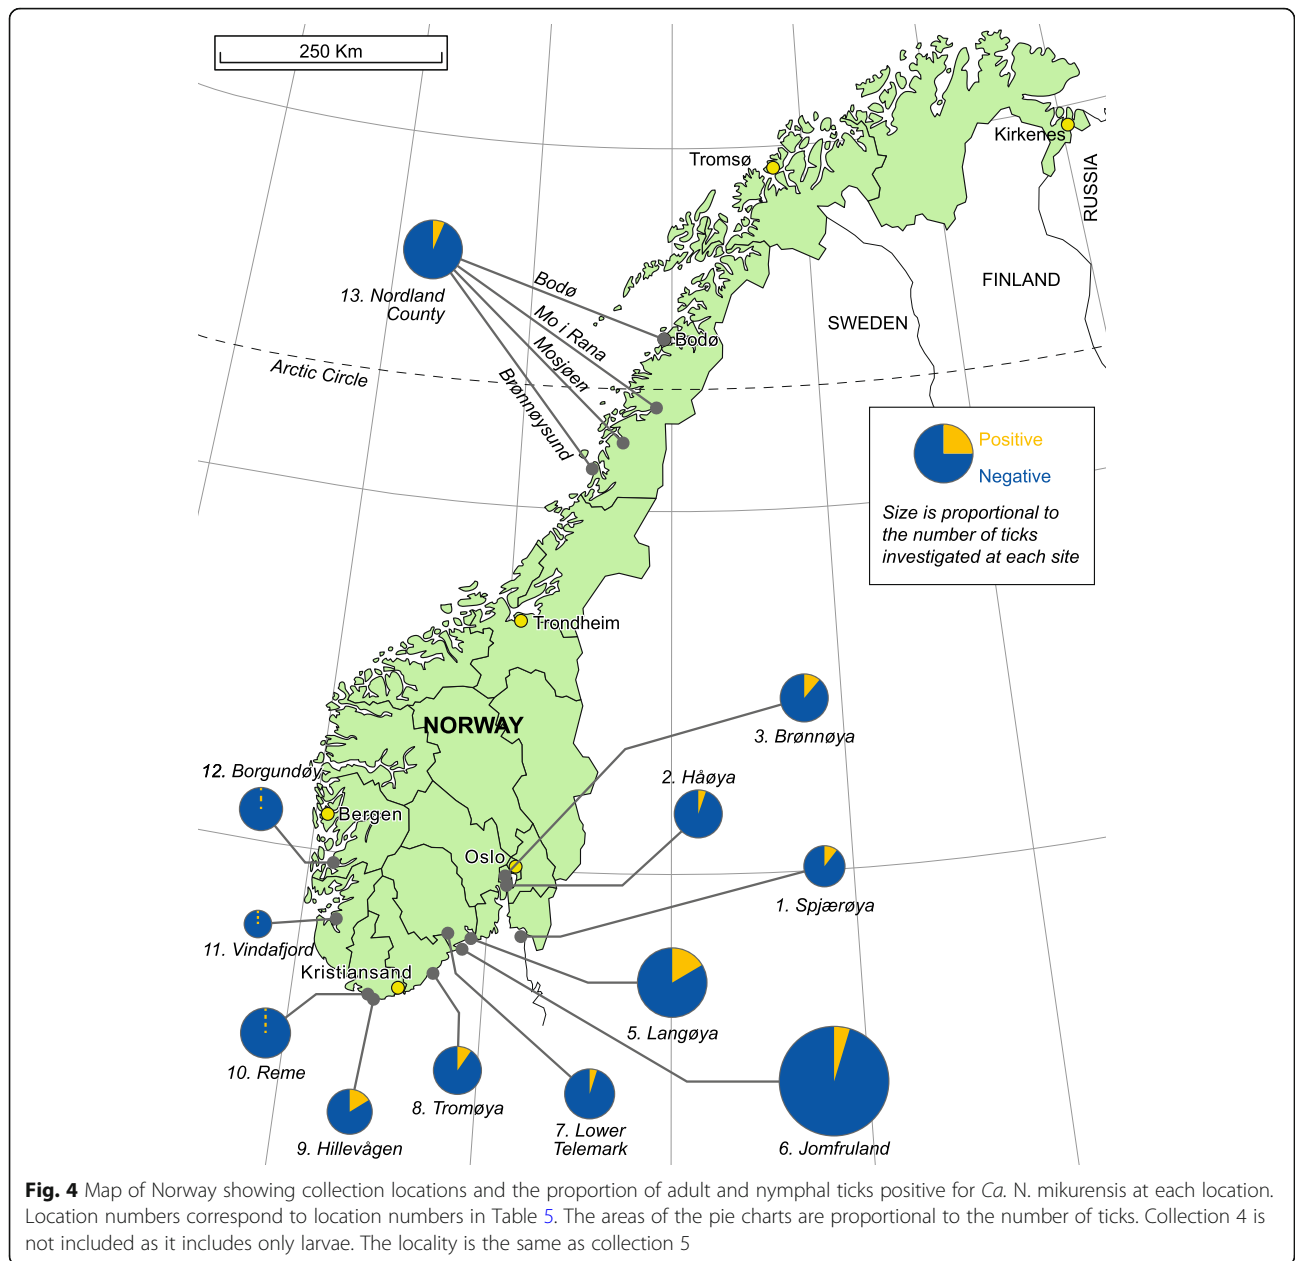 250 Km
Kirkenes
Tromsø
RUSSIA
FINLAND
SWEDEN
13. Nordland
County
Bodø
Mo i Rana
Mosjøen
Brønnøysund
Bodø
Arctic Circle
Positive
Negative
Size is proportional to
the number of ticks
investigated at each site
Trondheim
NORWAY
3. Brønnøya
12. Borgundøy
2. Håøya
Bergen
Oslo
1. Spjærøya
11. Vindafjord
Kristiansand
5. Langøya
10. Reme
8. Tromøya
7. Lower
Telemark
9. Hillevågen
6. Jomfruland
Fig. 4 Map of Norway showing collection locations and the proportion of adult and nymphal ticks positive for Ca. N. mikurensis at each location.
Location numbers correspond to location numbers in Table 5. The areas of the pie charts are proportional to the number of ticks. Collection 4 is
not included as it includes only larvae. The locality is the same as collection 5